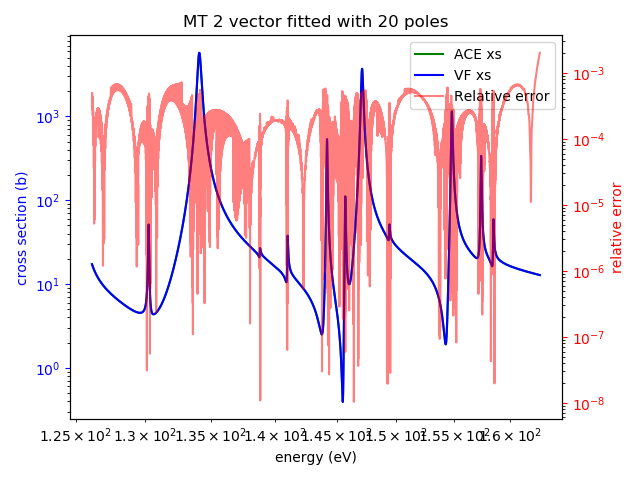 MT 2 vector fitted with 20 poles
ACE xs
VF xs
Relative error
10³
10²
10¹
10⁰
cross section (b)
10⁻³
10⁻⁴
10⁻⁵
10⁻⁶
10⁻⁷
10⁻⁸
relative error
1.25 × 10² 1.3 × 10² 1.35 × 10² 1.4 × 10² 1.45 × 10² 1.5 × 10² 1.55 × 10² 1.6 × 10²
energy (eV)